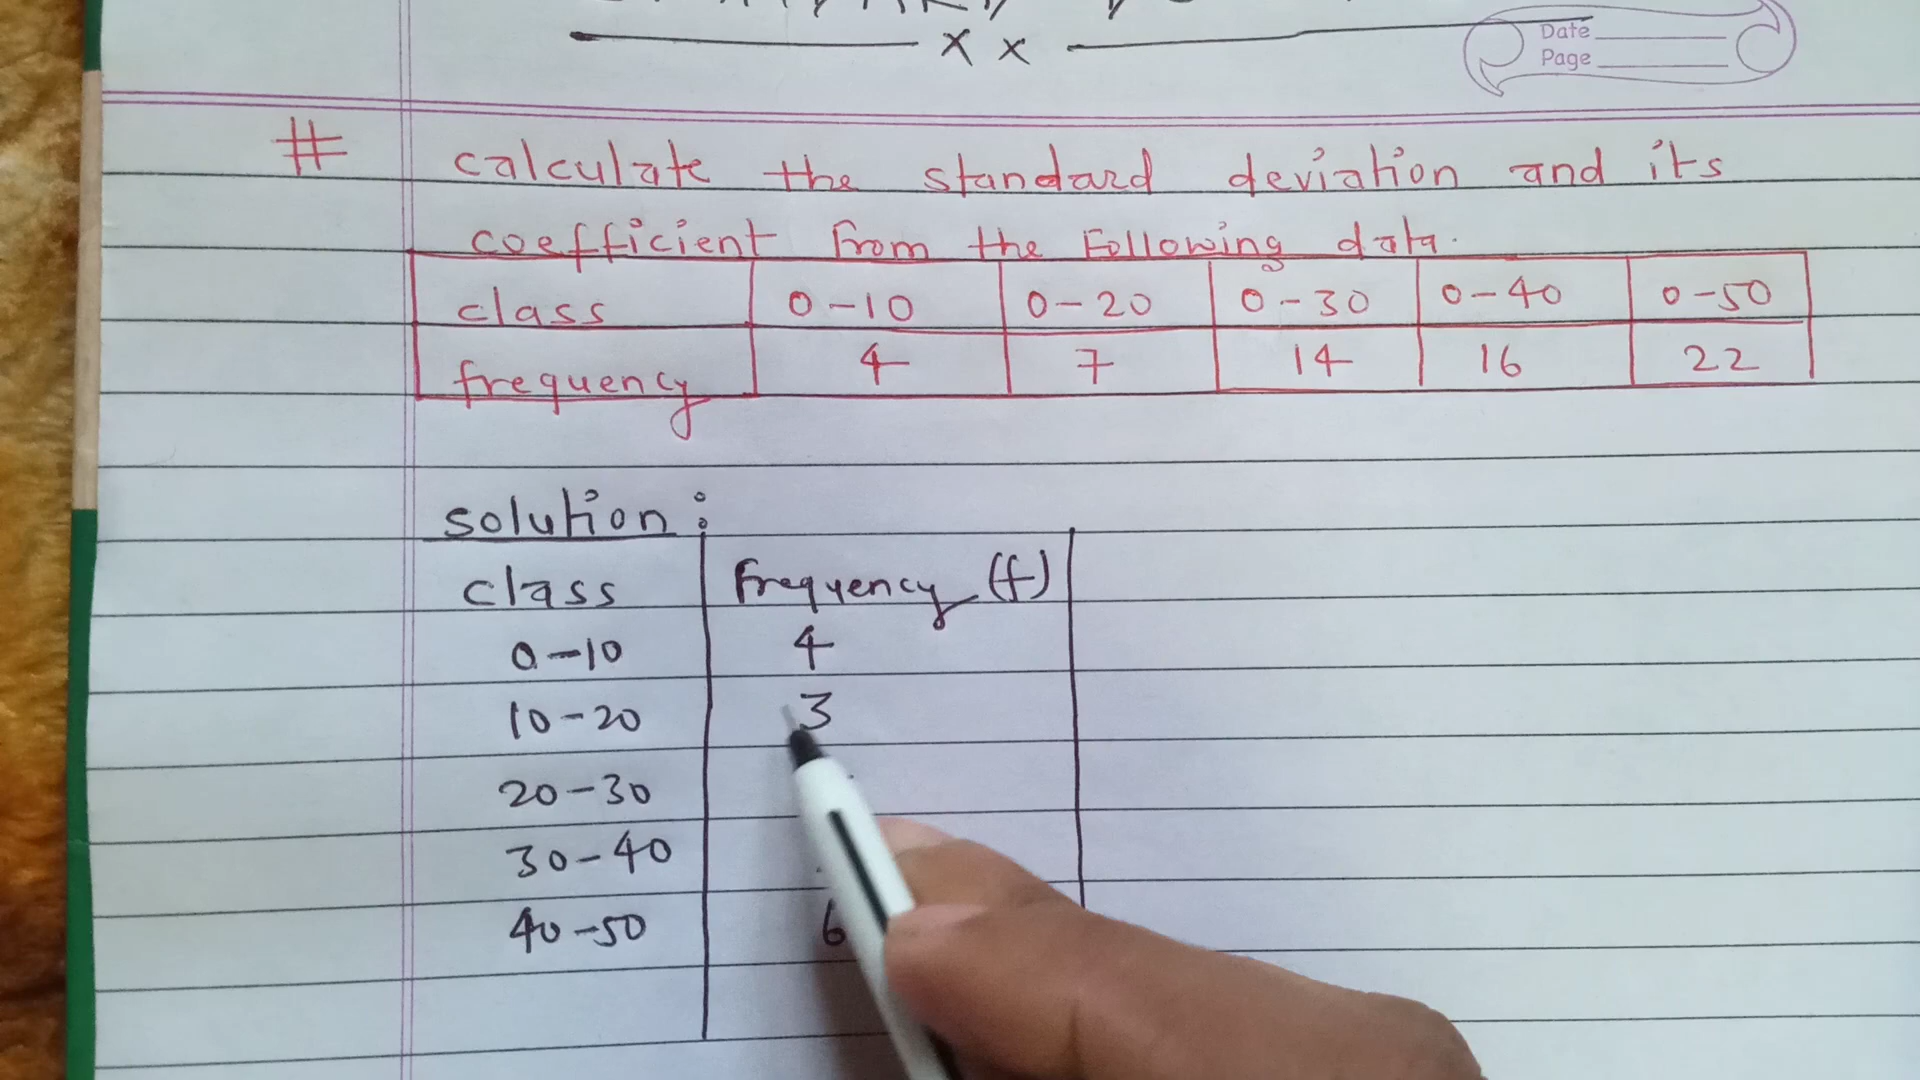 X X
Date
Page
# calculate the standard deviation and its
coefficient from the Following data.
class 0-10 0-20 0-30 0-40 0-50
frequency 4 7 14 16 22
solution:
class Frequency (f)
0-10 4
10-20 3
20-30
30-40
40-50 6